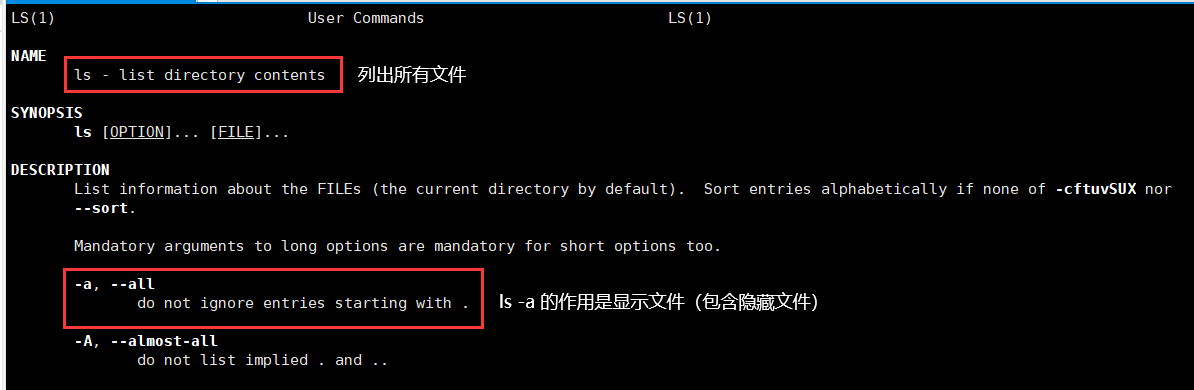 LS(1) User Commands LS(1)
NAME
ls - list directory contents 列出所有文件
SYNOPSIS
ls [OPTION]... [FILE]...
DESCRIPTION
List information about the FILEs (the current directory by default). Sort entries alphabetically if none of -cftuvSUX nor
--sort.
Mandatory arguments to long options are mandatory for short options too.
-a, --all
do not ignore entries starting with . ls -a 的作用是显示文件（包含隐藏文件）
-A, --almost-all
do not list implied . and ..